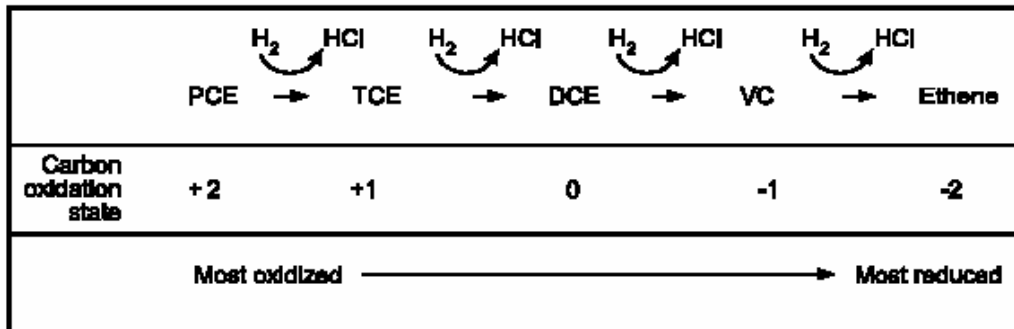 H2 HCl H2 HCl H2 HCl H2 HCl
PCE → TCE → DCE → VC → Ethene
Carbon
oxidation
state
+2 +1 0 -1 -2
Most oxidized → Most reduced